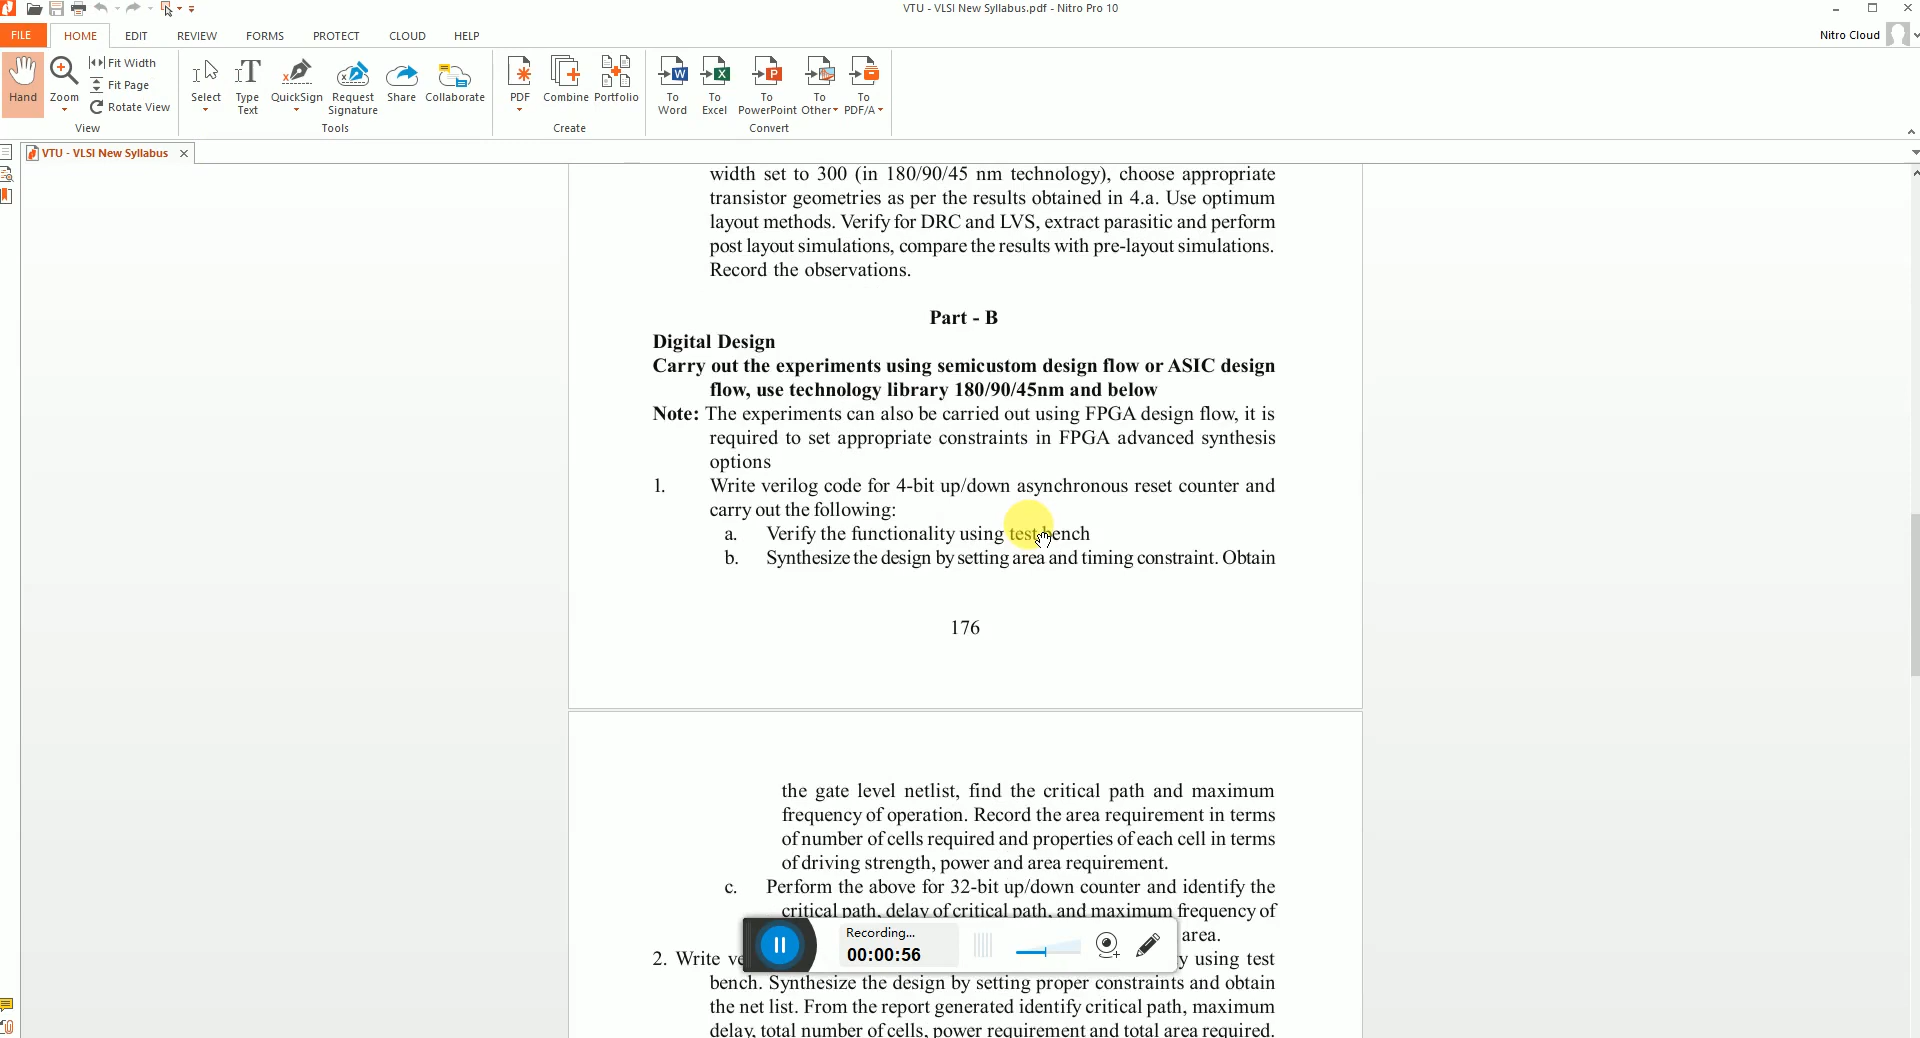 VTU - VLSI New Syllabus.pdf - Nitro Pro 10
FILE HOME EDIT REVIEW FORMS PROTECT CLOUD HELP
Nitro Cloud
Hand
Zoom
Fit Width
Fit Page
Rotate View
View
Select
Type Text
QuickSign
Request Signature
Share
Collaborate
Tools
PDF
Combine
Portfolio
Create
To Word
To Excel
To PowerPoint
To Other
To PDF/A
Convert
VTU - VLSI New Syllabus
width set to 300 (in 180/90/45 nm technology), choose appropriate
transistor geometries as per the results obtained in 4.a. Use optimum
layout methods. Verify for DRC and LVS, extract parasitic and perform
post layout simulations, compare the results with pre-layout simulations.
Record the observations.
Part - B
Digital Design
Carry out the experiments using semicustom design flow or ASIC design
flow, use technology library 180/90/45nm and below
Note: The experiments can also be carried out using FPGA design flow, it is
required to set appropriate constraints in FPGA advanced synthesis
options
1. Write verilog code for 4-bit up/down asynchronous reset counter and
carry out the following:
a. Verify the functionality using test bench
b. Synthesize the design by setting area and timing constraint. Obtain
176
the gate level netlist, find the critical path and maximum
frequency of operation. Record the area requirement in terms
of number of cells required and properties of each cell in terms
of driving strength, power and area requirement.
c. Perform the above for 32-bit up/down counter and identify the
critical path, delay of critical path, and maximum frequency of
area.
2. Write ve
y using test
bench. Synthesize the design by setting proper constraints and obtain
the net list. From the report generated identify critical path, maximum
delay, total number of cells, power requirement and total area required.
Recording...
00:00:56